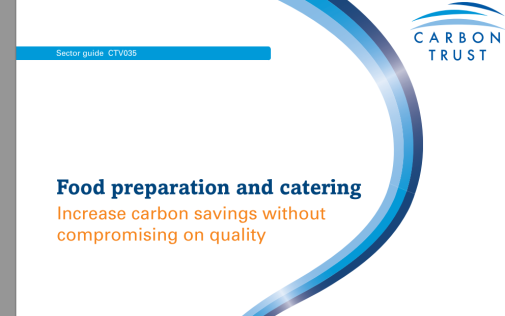 Sector guide CTV035
CARBON
TRUST
Food preparation and catering
Increase carbon savings without
compromising on quality